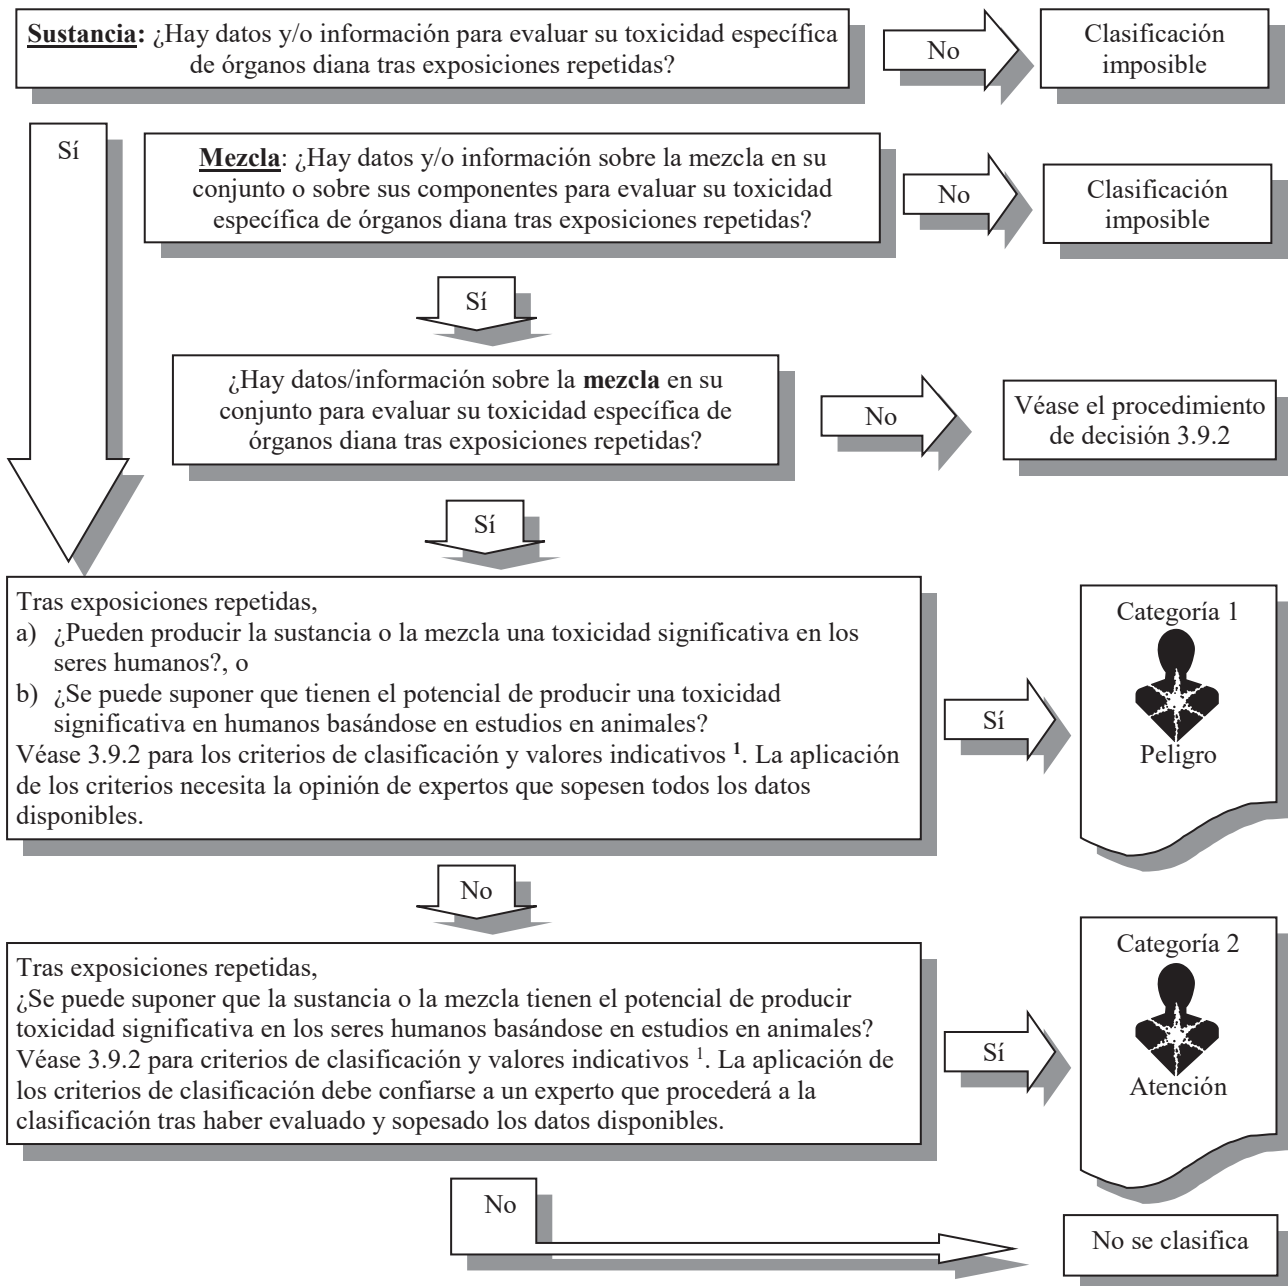 Sustancia: ¿Hay datos y/o información para evaluar su toxicidad específica
de órganos diana tras exposiciones repetidas?
No
Clasificación
imposible
Sí
Mezcla: ¿Hay datos y/o información sobre la mezcla en su
conjunto o sobre sus componentes para evaluar su toxicidad
específica de órganos diana tras exposiciones repetidas?
No
Clasificación
imposible
Sí
¿Hay datos/información sobre la mezcla en su
conjunto para evaluar su toxicidad específica de
órganos diana tras exposiciones repetidas?
No
Véase el procedimiento
de decisión 3.9.2
Sí
Tras exposiciones repetidas,
a) ¿Pueden producir la sustancia o la mezcla una toxicidad significativa en los
seres humanos?, o
b) ¿Se puede suponer que tienen el potencial de producir una toxicidad
significativa en humanos basándose en estudios en animales?
Véase 3.9.2 para los criterios de clasificación y valores indicativos ¹. La aplicación
de los criterios necesita la opinión de expertos que sopesen todos los datos
disponibles.
Sí
Categoría 1
Peligro
No
Tras exposiciones repetidas,
¿Se puede suponer que la sustancia o la mezcla tienen el potencial de producir
toxicidad significativa en los seres humanos basándose en estudios en animales?
Véase 3.9.2 para criterios de clasificación y valores indicativos ¹. La aplicación de
los criterios de clasificación debe confiarse a un experto que procederá a la
clasificación tras haber evaluado y sopesado los datos disponibles.
Sí
Categoría 2
Atención
No
No se clasifica